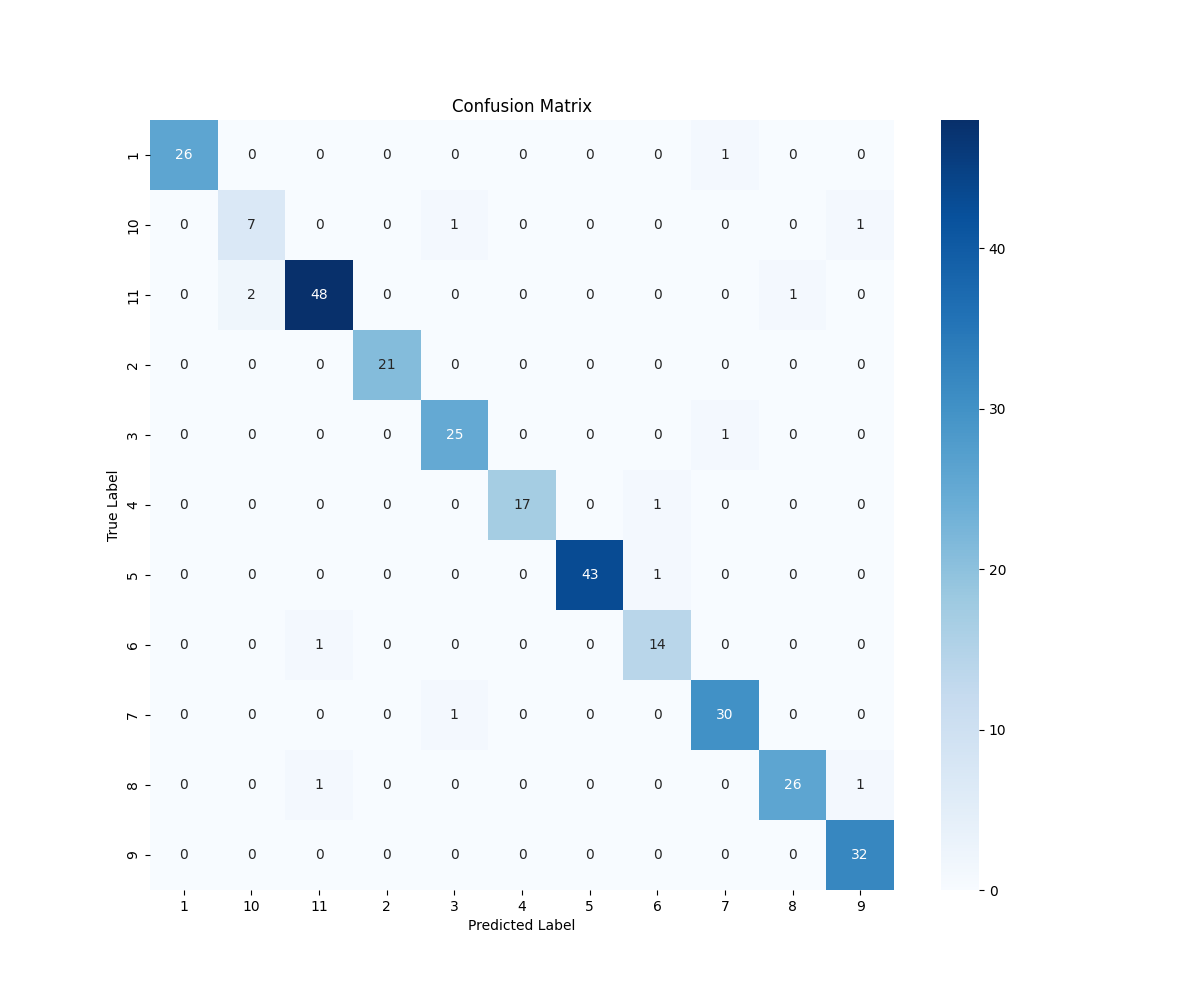 Confusion Matrix
1 26 0 0 0 0 0 0 0 1 0 0
10 0 7 0 0 1 0 0 0 0 0 1
11 0 2 48 0 0 0 0 0 0 1 0
2 0 0 0 21 0 0 0 0 0 0 0
3 0 0 0 0 25 0 0 0 1 0 0
4 0 0 0 0 0 17 0 1 0 0 0
5 0 0 0 0 0 0 43 1 0 0 0
6 0 0 1 0 0 0 0 14 0 0 0
7 0 0 0 0 1 0 0 0 30 0 0
8 0 0 1 0 0 0 0 0 0 26 1
9 0 0 0 0 0 0 0 0 0 0 32
1 10 11 2 3 4 5 6 7 8 9
Predicted Label
True Label
40
30
20
10
0